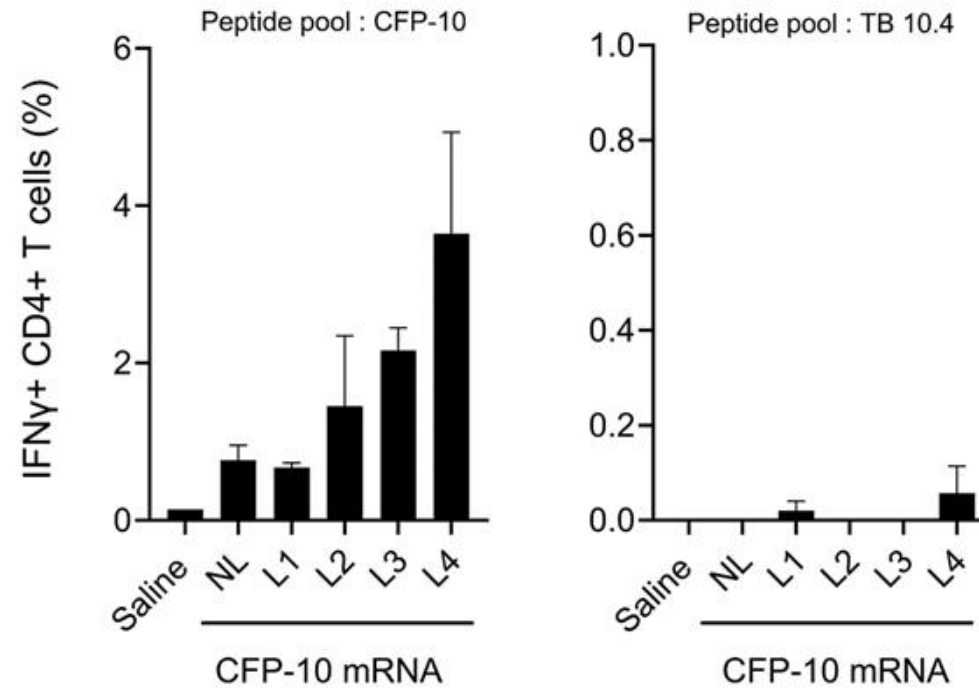 Peptide pool : CFP-10
IFNγ+ CD4+ T cells (%)
6
4
2
0
Saline
NL
L1
L2
L3
L4
CFP-10 mRNA
Peptide pool : TB 10.4
1.0
0.8
0.6
0.4
0.2
0.0
Saline
NL
L1
L2
L3
L4
CFP-10 mRNA